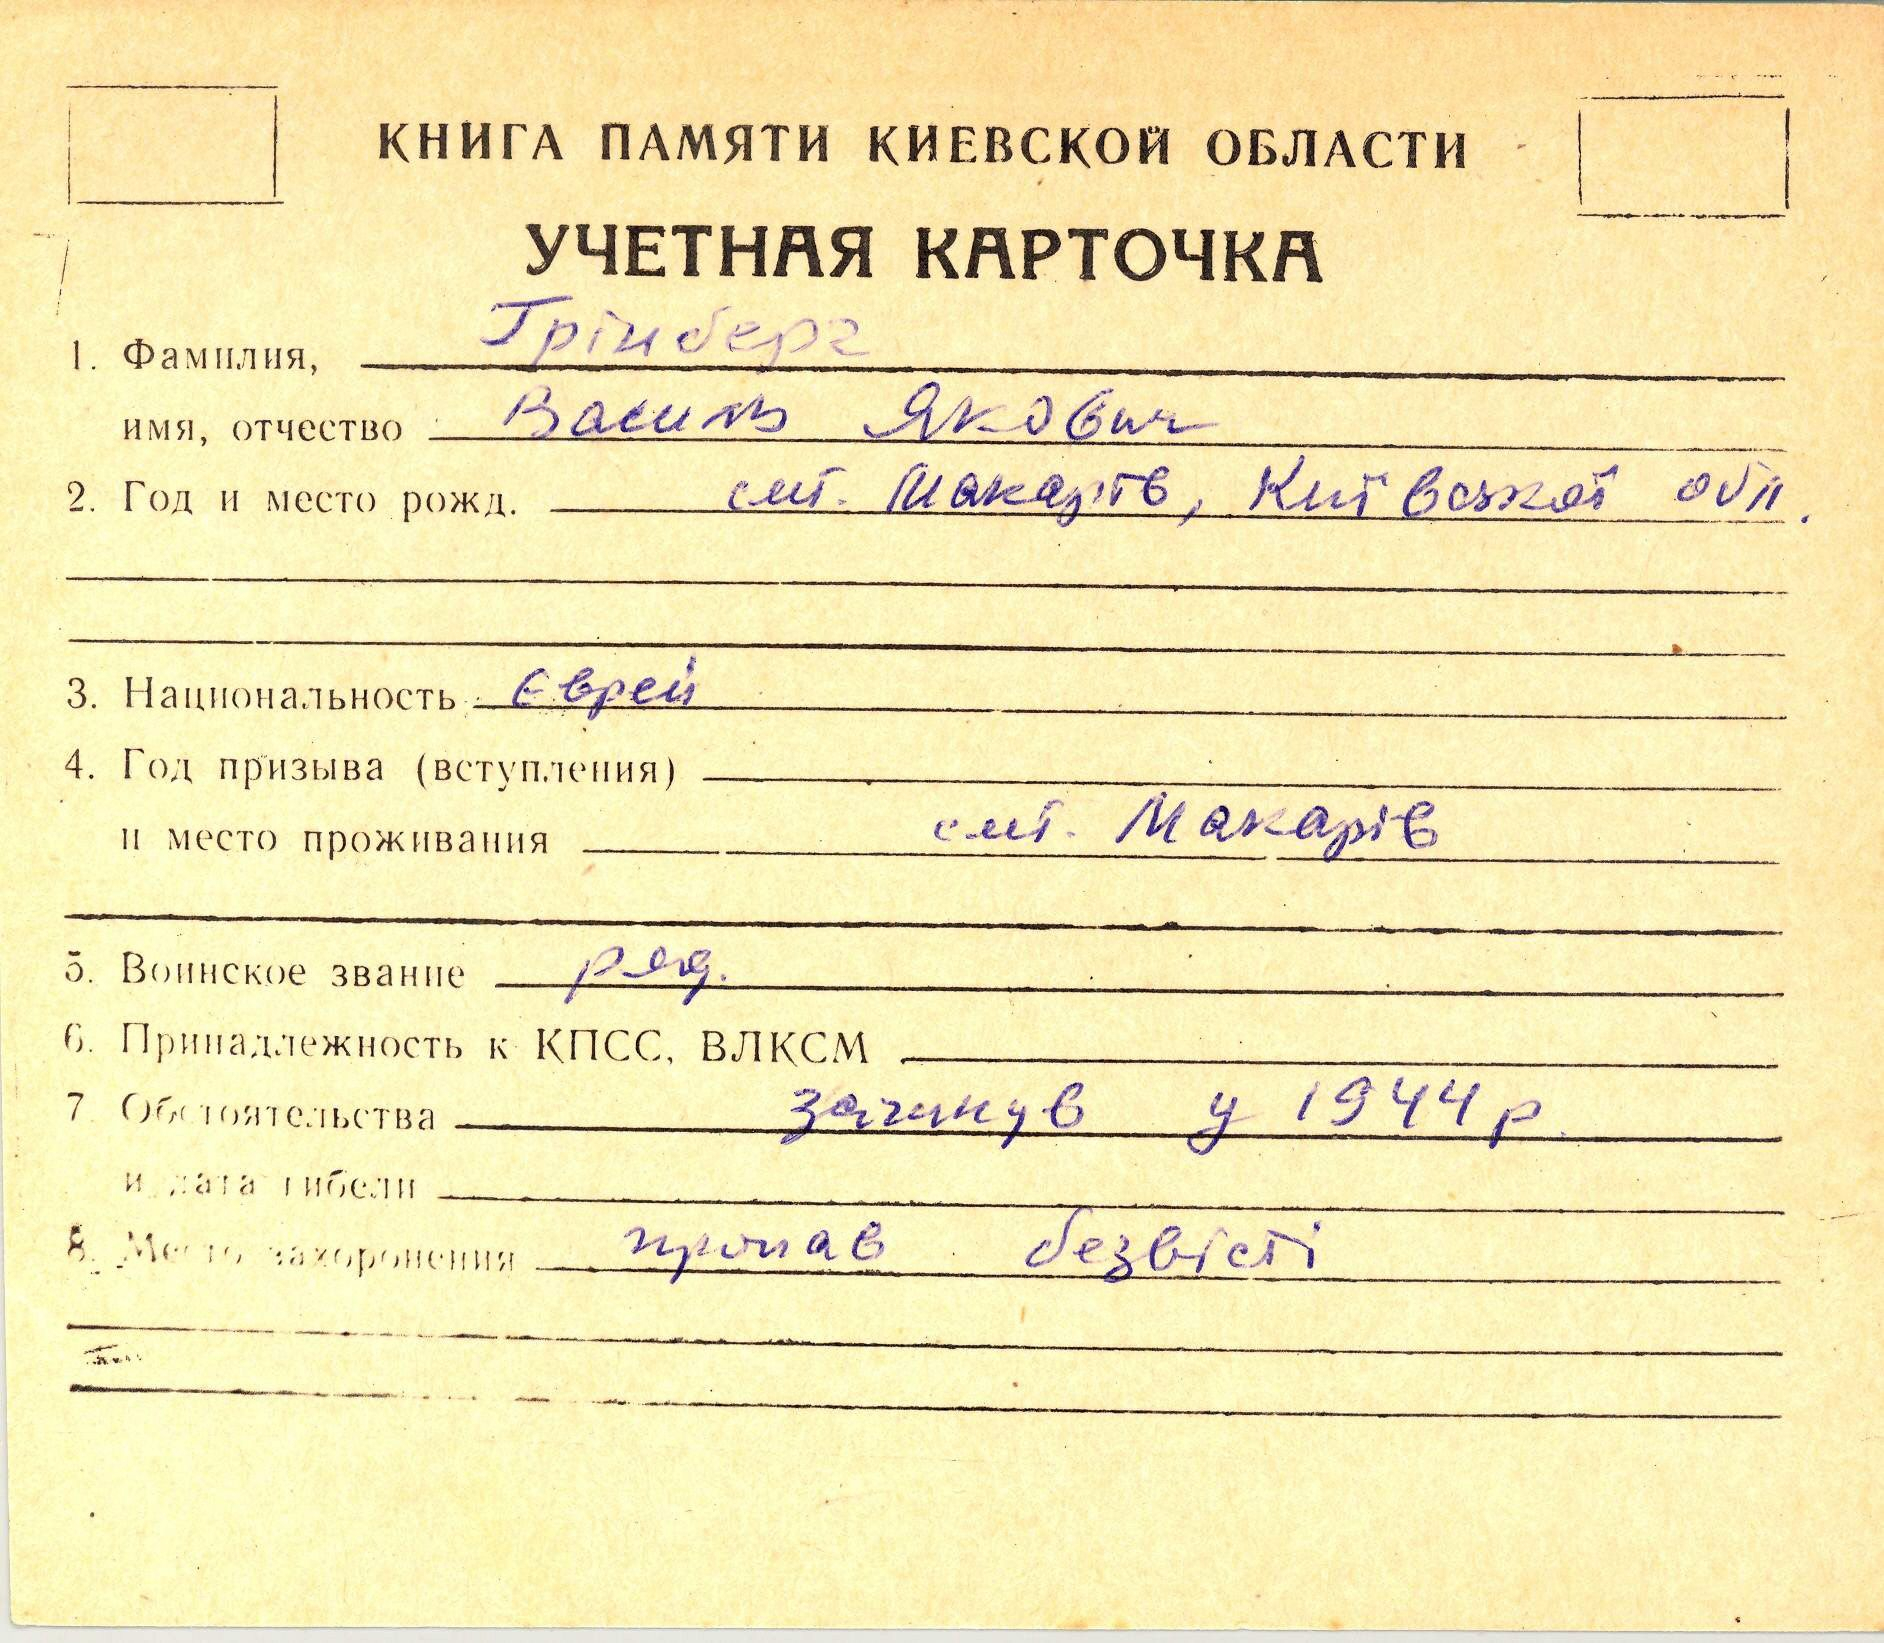 КНИГА ПАМЯТИ КИЕВСКОЙ ОБЛАСТИ
УЧЕТНАЯ КАРТОЧКА
1. Фамилия, Грінберг
имя, отчество Василь Якович
2. Год и место рожд. смт. Макарів, Київської обл.
3. Национальность Єврей
4. Год призыва (вступления)
и место проживания смт. Макарів
5. Воинское звание ряд.
6. Принадлежность к КПСС, ВЛКСМ
7. Обстоятельства загинув у 1944 р.
и дата гибели
8. Место захоронения пропав безвісті